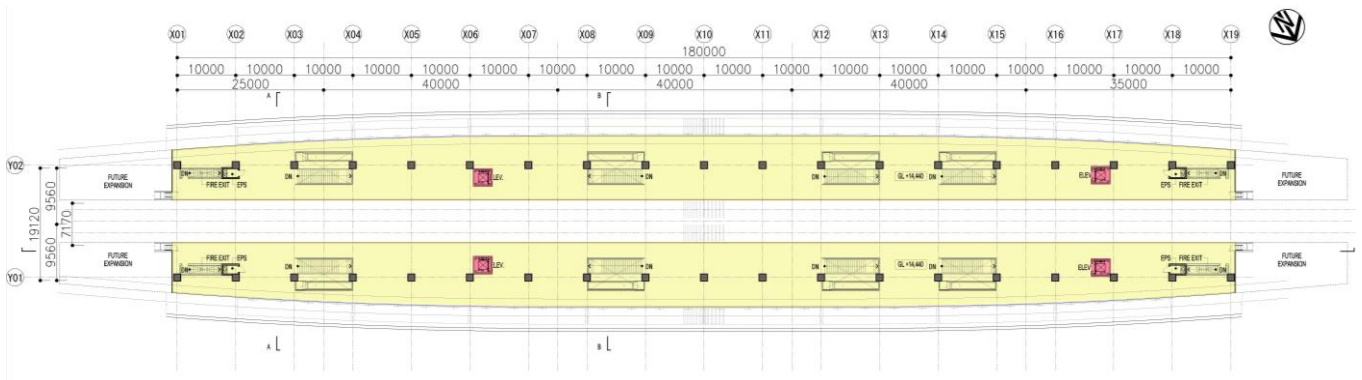 X01 X02 X03 X04 X05 X06 X07 X08 X09 X10 X11 X12 X13 X14 X15 X16 X17 X18 X19
180000
10000 10000 10000 10000 10000 10000 10000 10000 10000 10000 10000 10000 10000 10000 10000 10000 10000 10000
25000 40000 40000 40000 35000
A B
Y02
FUTURE EXPANSION
DN FIRE EXIT EPS
DN
ELEV.
DN
DN
GL +14,440
DN
ELEV.
EPS FIRE EXIT DN
FUTURE EXPANSION
19120
9560
7170
9560
Y01
FUTURE EXPANSION
DN FIRE EXIT EPS
DN
ELEV.
DN
DN
GL +14,440
DN
ELEV.
EPS FIRE EXIT DN
FUTURE EXPANSION
A B